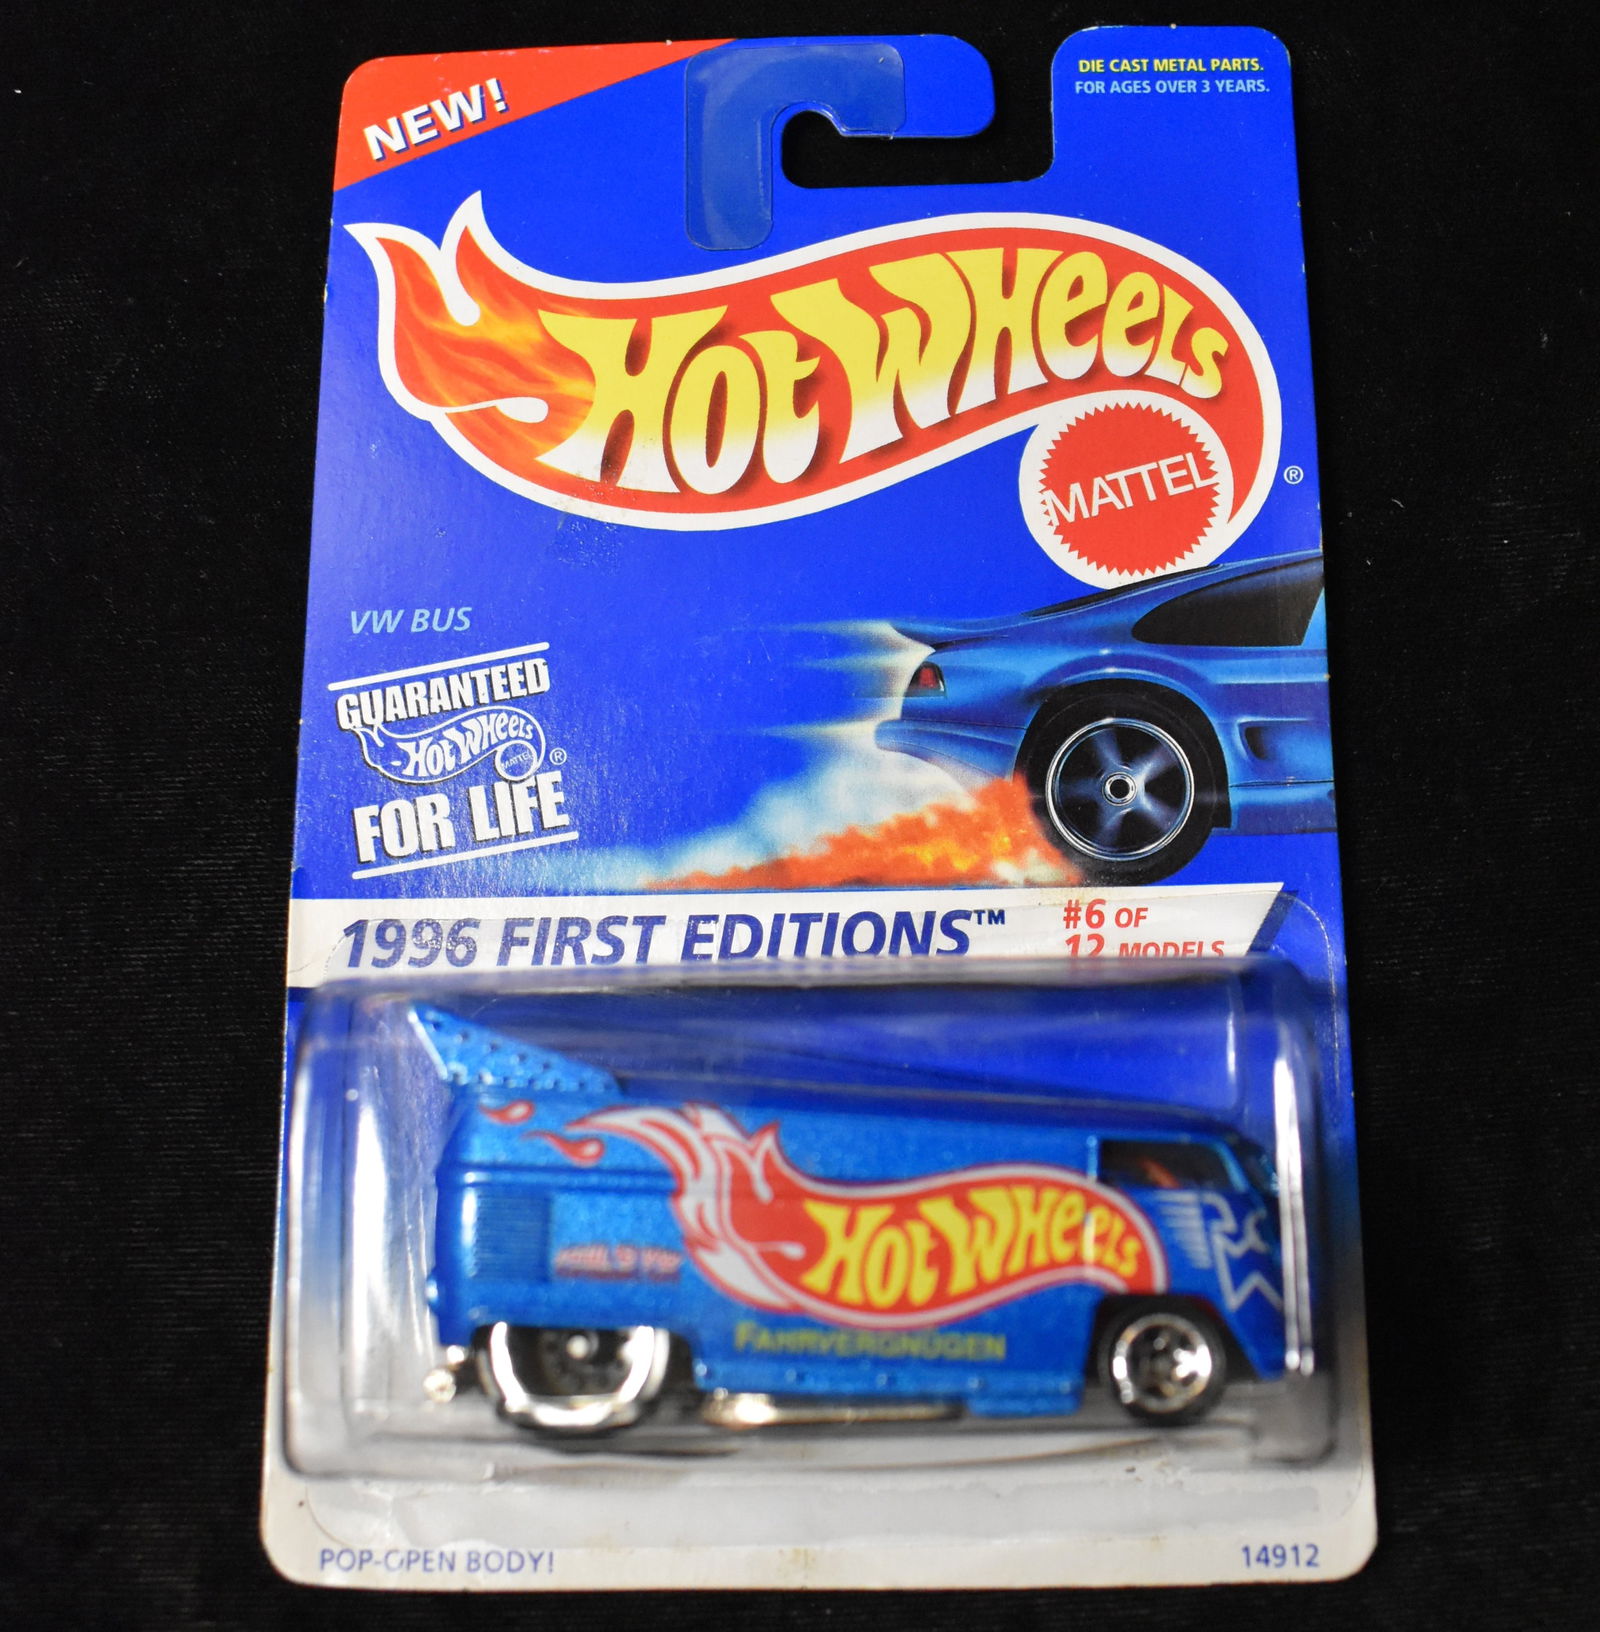 NEW!
DIE CAST METAL PARTS.
FOR AGES OVER 3 YEARS.
HOT WHEELS
MATTEL
®
VW BUS
GUARANTEED
HOT WHEELS
MATTEL
®
FOR LIFE
1996 FIRST EDITIONS™
#6 OF
12 MODELS
HOT WHEELS
FAHRVERGNÜGEN
POP-OPEN BODY!
14912